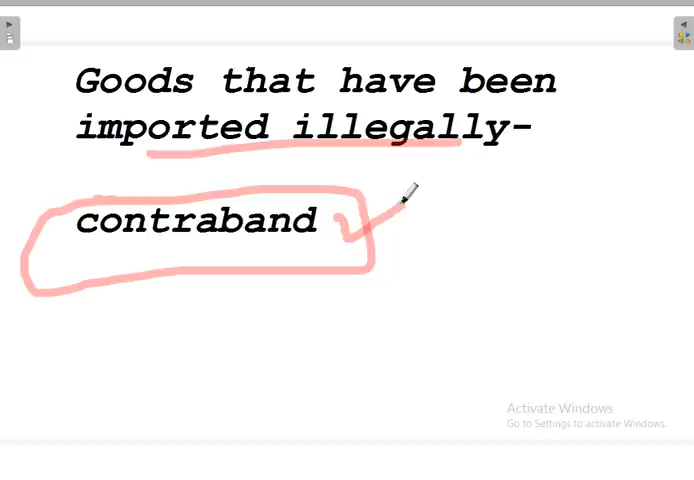 Goods that have been
imported illegally-
contraband
Activate Windows
Go to Settings to activate Windows.